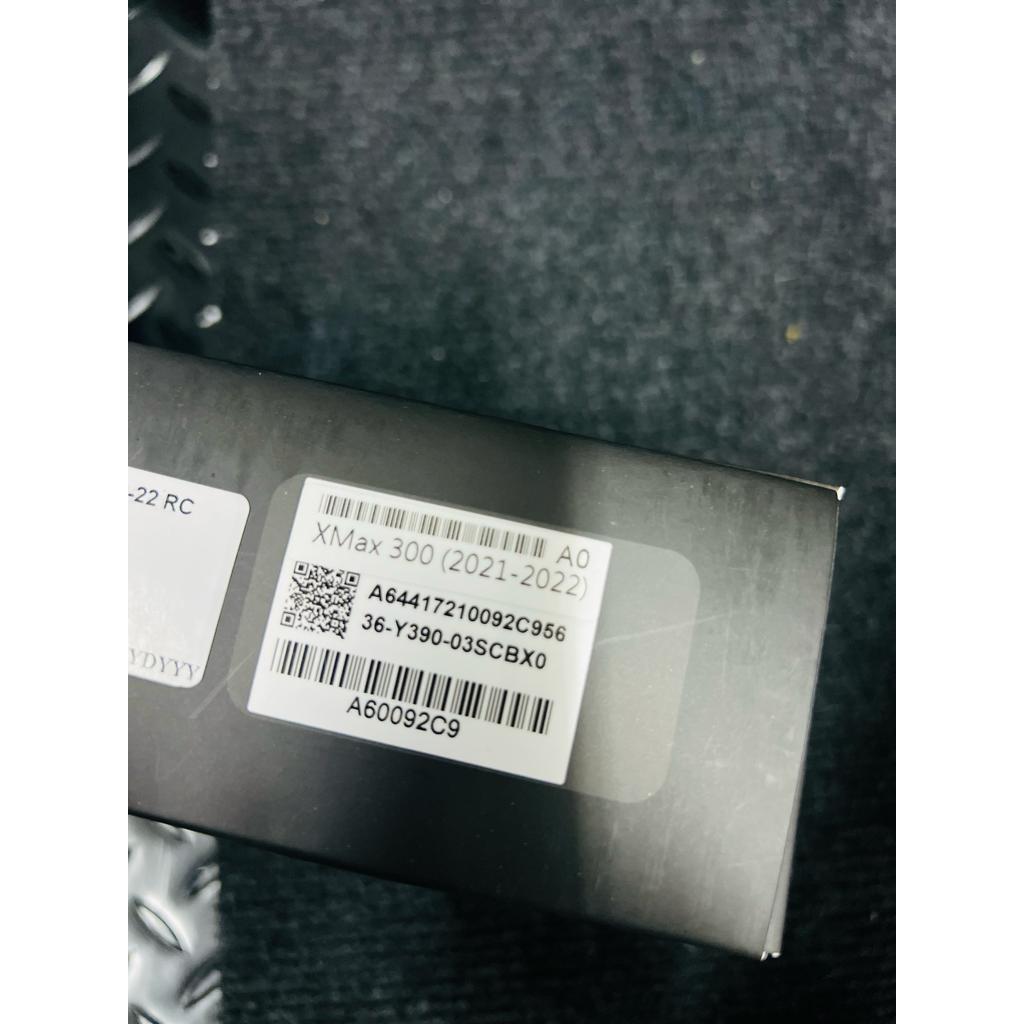 -22 RC
YDYYY
A0
XMax 300 (2021-2022)
A64417210092C956
36-Y390-03SCBX0
A60092C9